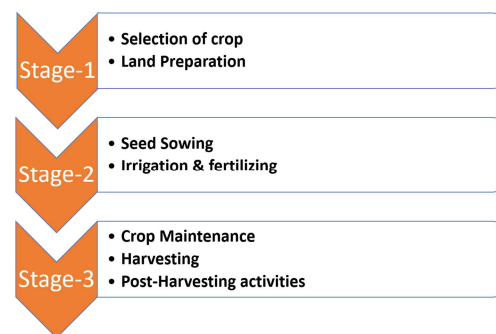 Stage-1
• Selection of crop
• Land Preparation
Stage-2
• Seed Sowing
• Irrigation & fertilizing
Stage-3
• Crop Maintenance
• Harvesting
• Post-Harvesting activities